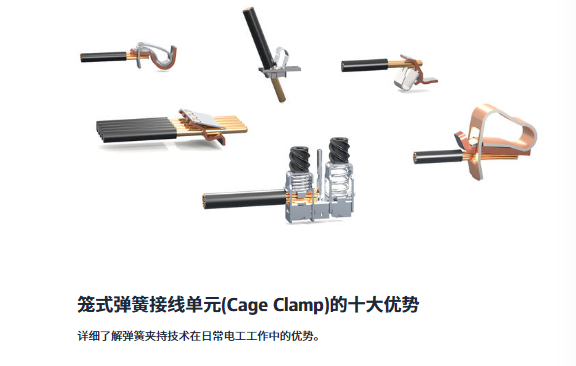 笼式弹簧接线单元(Cage Clamp)的十大优势
详细了解弹簧夹持技术在日常电工工作中的优势。